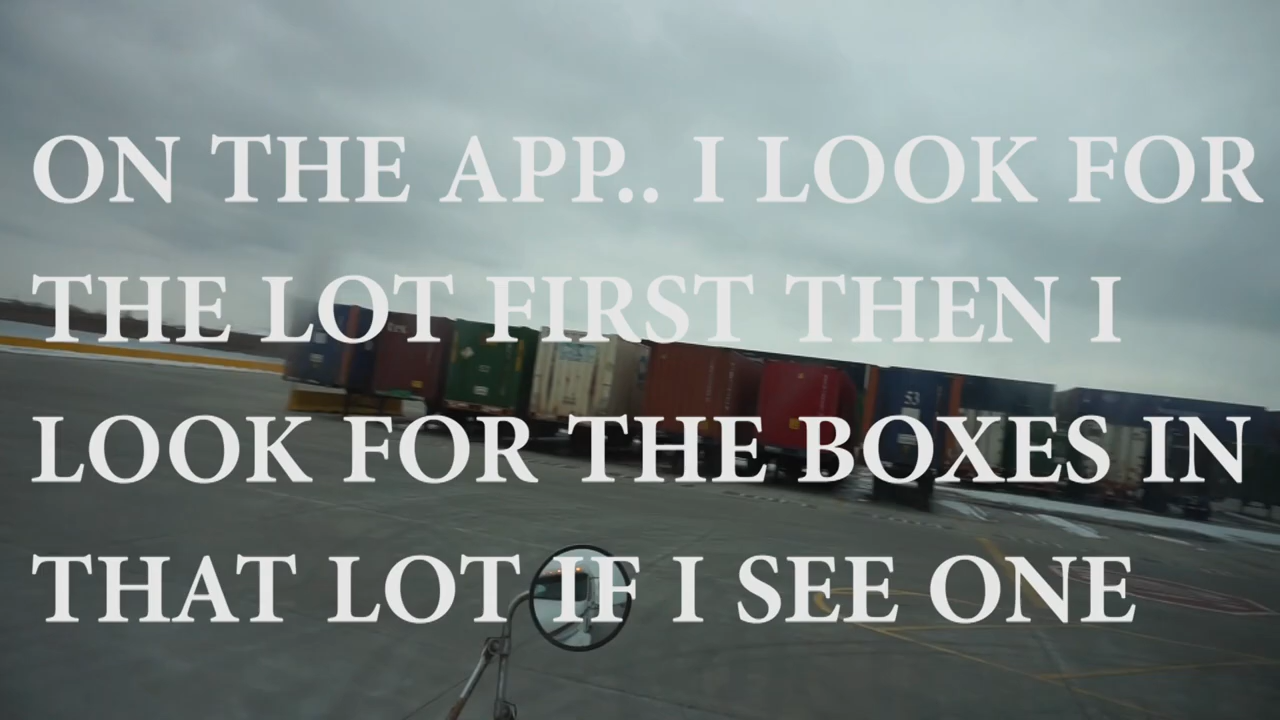 ON THE APP.. I LOOK FOR
THE LOT FIRST THEN I
LOOK FOR THE BOXES IN
THAT LOT IF I SEE ONE
53